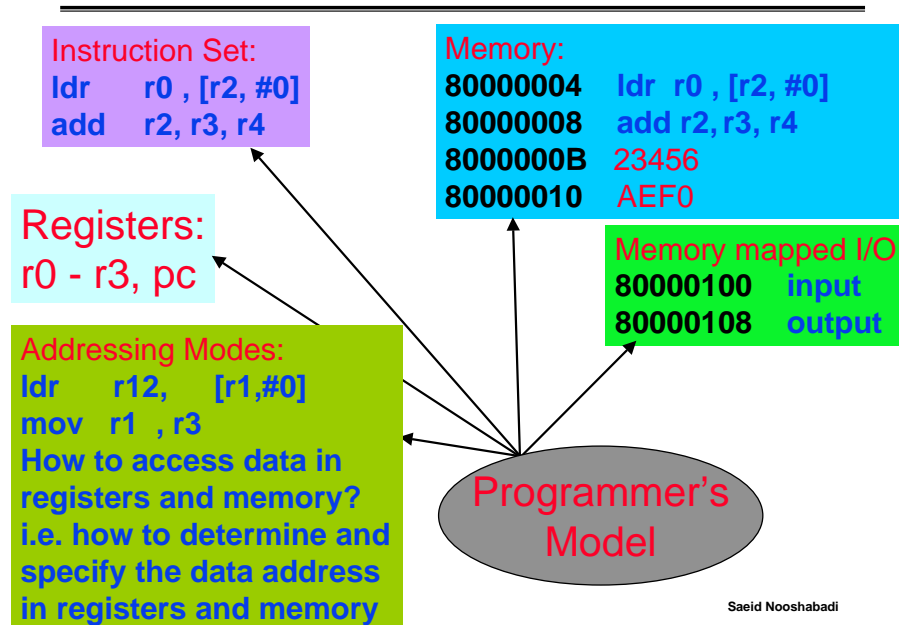 Instruction Set:
ldr r0 , [r2, #0]
add r2, r3, r4
Memory:
80000004 ldr r0 , [r2, #0]
80000008 add r2, r3, r4
8000000B 23456
80000010 AEF0
Registers:
r0 - r3, pc
Memory mapped I/O
80000100 input
80000108 output
Addressing Modes:
ldr r12, [r1,#0]
mov r1 , r3
How to access data in
registers and memory?
i.e. how to determine and
specify the data address
in registers and memory
Programmer's
Model
Saeid Nooshabadi